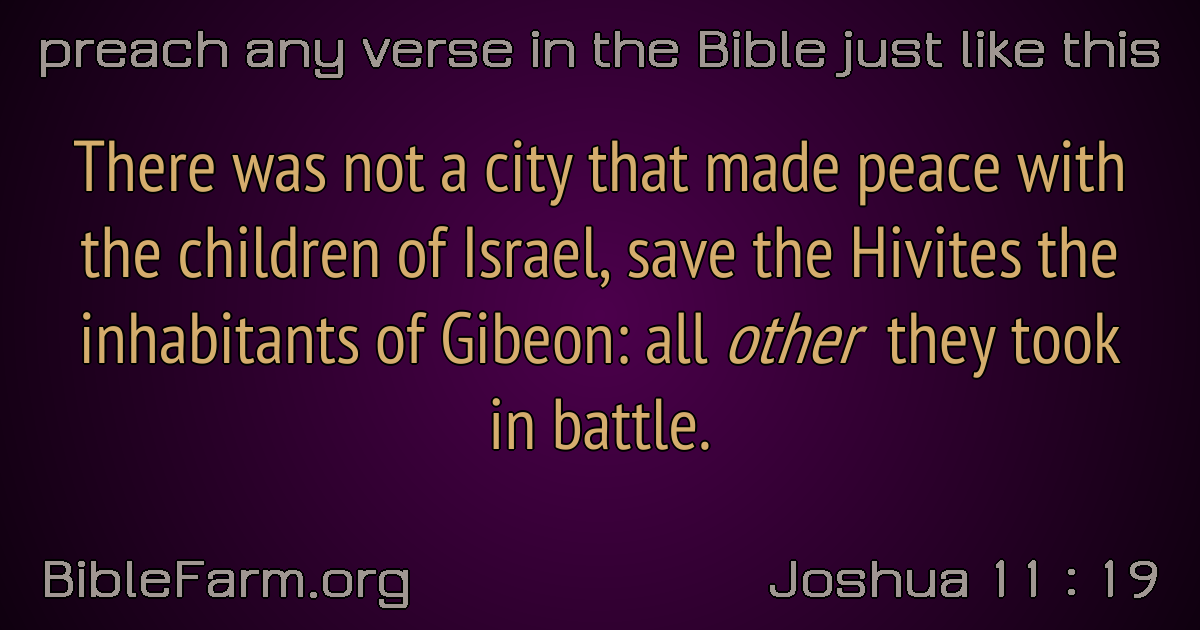 preach any verse in the Bible just like this
There was not a city that made peace with
the children of Israel, save the Hivites the
inhabitants of Gibeon: all other they took
in battle.
BibleFarm.org
Joshua 11 : 19